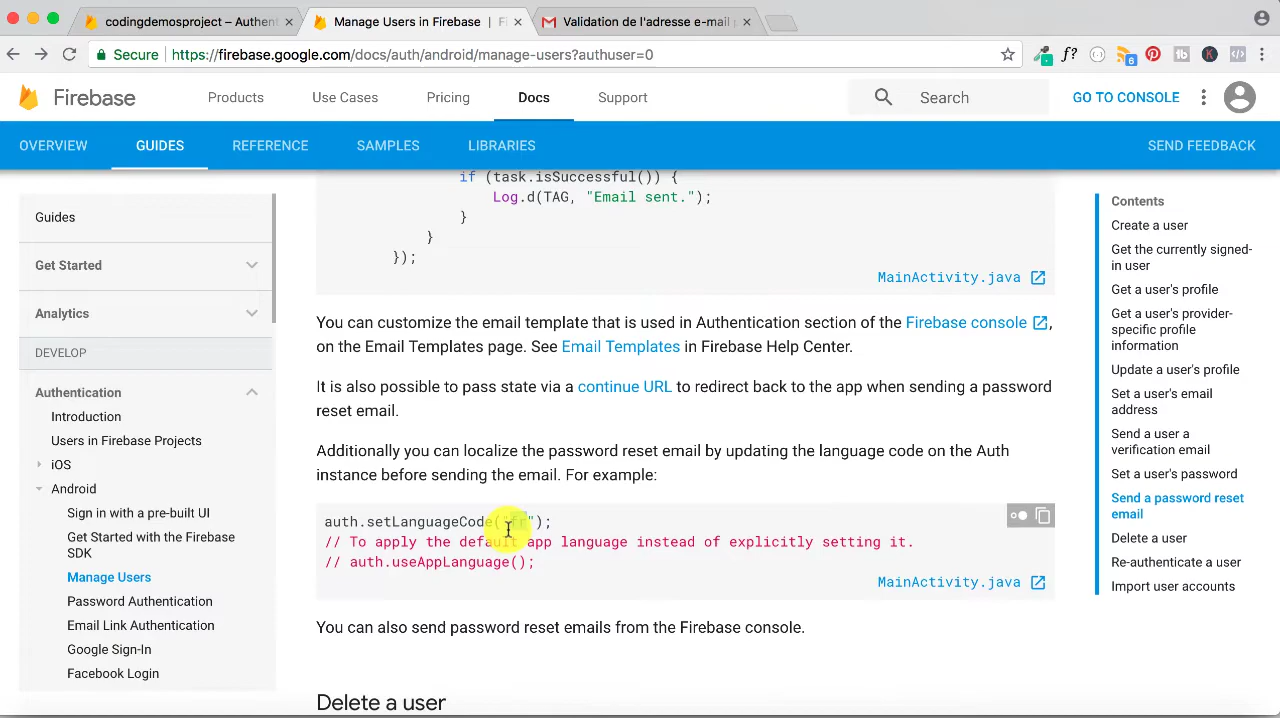 codingdemosproject – Authent
Manage Users in Firebase | Fi
Validation de l'adresse e-mail p
Secure
https://firebase.google.com/docs/auth/android/manage-users?authuser=0
f?
6
K
Firebase
Products
Use Cases
Pricing
Docs
Support
Search
GO TO CONSOLE
OVERVIEW
GUIDES
REFERENCE
SAMPLES
LIBRARIES
SEND FEEDBACK
Guides
Get Started
Analytics
DEVELOP
Authentication
Introduction
Users in Firebase Projects
iOS
Android
Sign in with a pre-built UI
Get Started with the Firebase
SDK
Manage Users
Password Authentication
Email Link Authentication
Google Sign-In
Facebook Login
if (task.isSuccessful()) {
Log.d(TAG, "Email sent.");
}
}
});
MainActivity.java
You can customize the email template that is used in Authentication section of the Firebase console ,
on the Email Templates page. See Email Templates in Firebase Help Center.
It is also possible to pass state via a continue URL to redirect back to the app when sending a password
reset email.
Additionally you can localize the password reset email by updating the language code on the Auth
instance before sending the email. For example:
auth.setLanguageCode("fr");
// To apply the default app language instead of explicitly setting it.
// auth.useAppLanguage();
MainActivity.java
You can also send password reset emails from the Firebase console.
Delete a user
Contents
Create a user
Get the currently signed-
in user
Get a user's profile
Get a user's provider-
specific profile
information
Update a user's profile
Set a user's email
address
Send a user a
verification email
Set a user's password
Send a password reset
email
Delete a user
Re-authenticate a user
Import user accounts